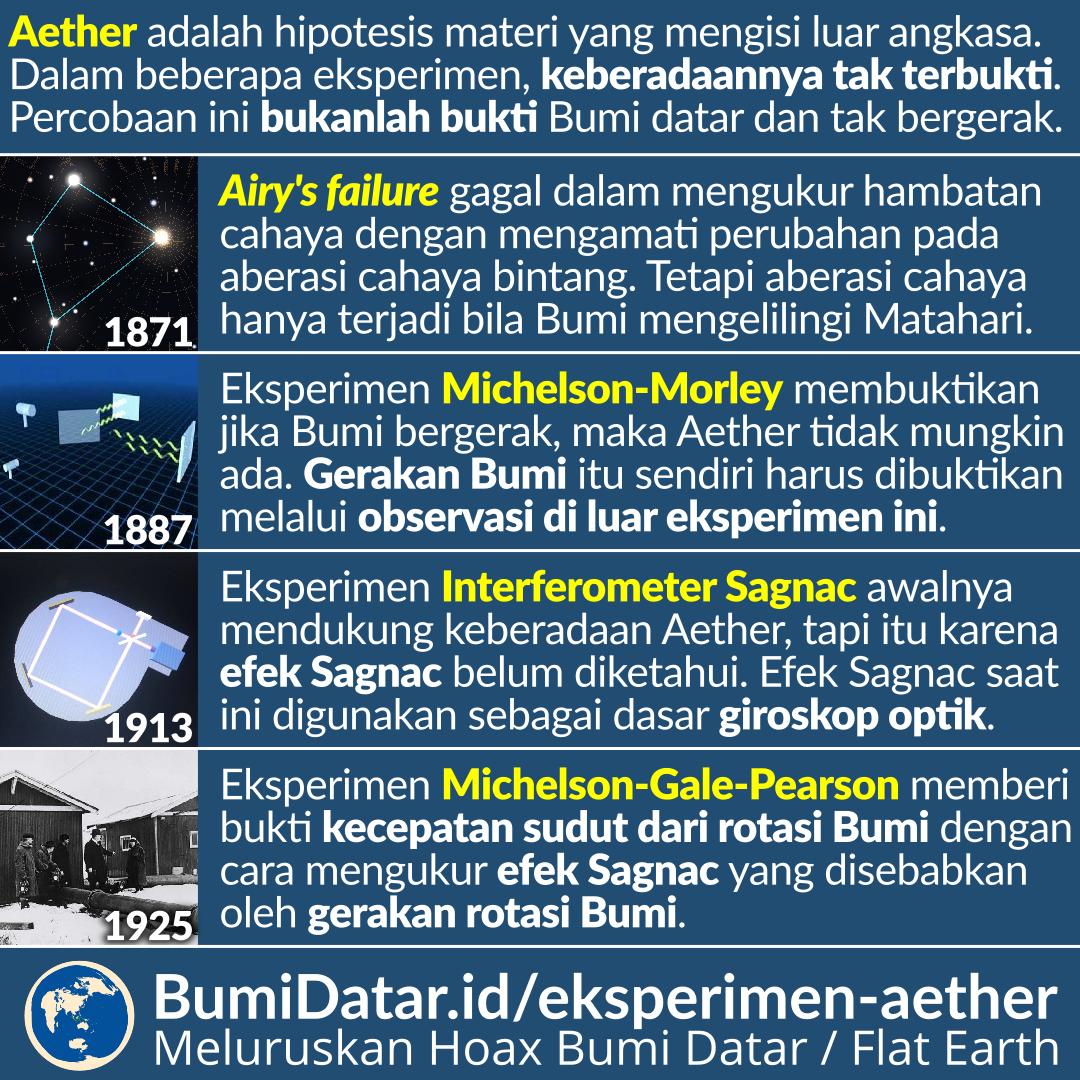 Aether adalah hipotesis materi yang mengisi luar angkasa.
Dalam beberapa eksperimen, keberadaannya tak terbukti.
Percobaan ini bukanlah bukti Bumi datar dan tak bergerak.
Airy's failure gagal dalam mengukur hambatan
cahaya dengan mengamati perubahan pada
aberasi cahaya bintang. Tetapi aberasi cahaya
hanya terjadi bila Bumi mengelilingi Matahari.
1871
Eksperimen Michelson-Morley membuktikan
jika Bumi bergerak, maka Aether tidak mungkin
ada. Gerakan Bumi itu sendiri harus dibuktikan
melalui observasi di luar eksperimen ini.
1887
Eksperimen Interferometer Sagnac awalnya
mendukung keberadaan Aether, tapi itu karena
efek Sagnac belum diketahui. Efek Sagnac saat
ini digunakan sebagai dasar giroskop optik.
1913
Eksperimen Michelson-Gale-Pearson memberi
bukti kecepatan sudut dari rotasi Bumi dengan
cara mengukur efek Sagnac yang disebabkan
oleh gerakan rotasi Bumi.
1925
BumiDatar.id/eksperimen-aether
Meluruskan Hoax Bumi Datar / Flat Earth